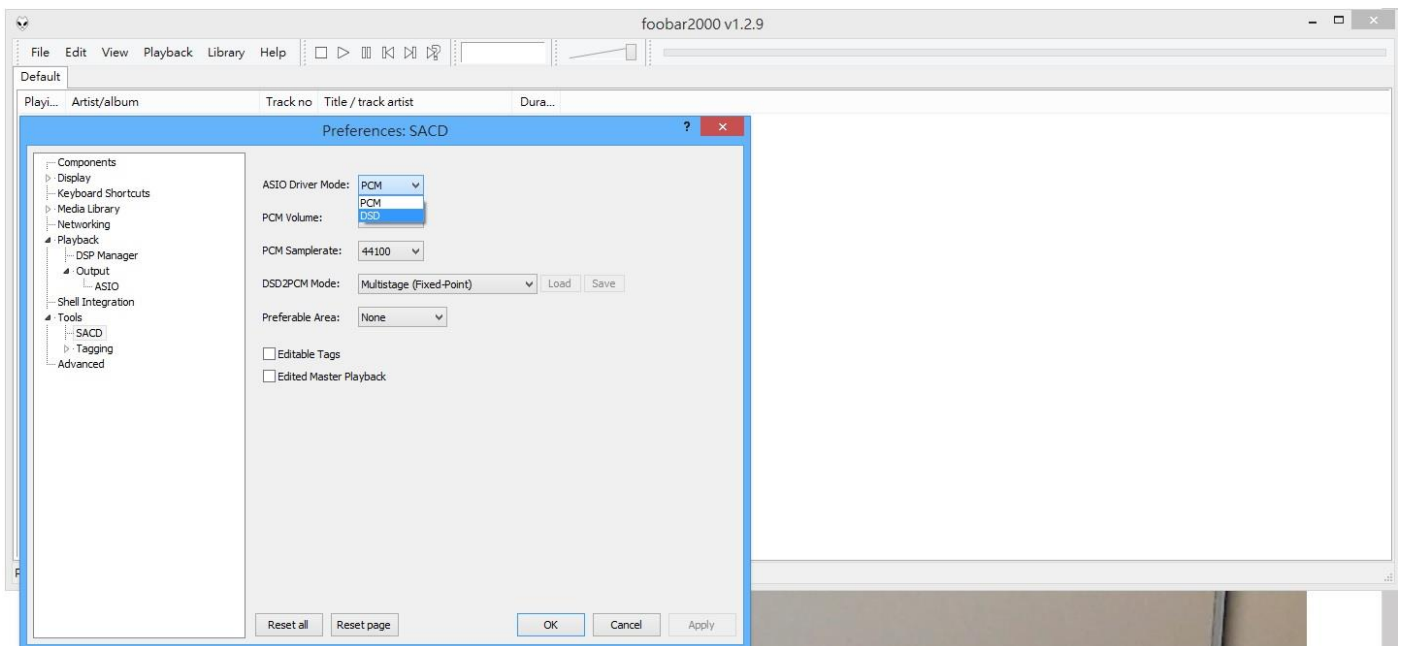 foobar2000 v1.2.9
File Edit View Playback Library Help
Default
Playi... Artist/album Track no Title / track artist Dura...
Preferences: SACD
Components
Display
Keyboard Shortcuts
Media Library
Networking
Playback
DSP Manager
Output
ASIO
Shell Integration
Tools
SACD
Tagging
Advanced
ASIO Driver Mode: PCM
PCM
DSD
PCM Volume:
PCM Samplerate: 44100
DSD2PCM Mode: Multistage (Fixed-Point) Load Save
Preferable Area: None
Editable Tags
Edited Master Playback
Reset all Reset page OK Cancel Apply